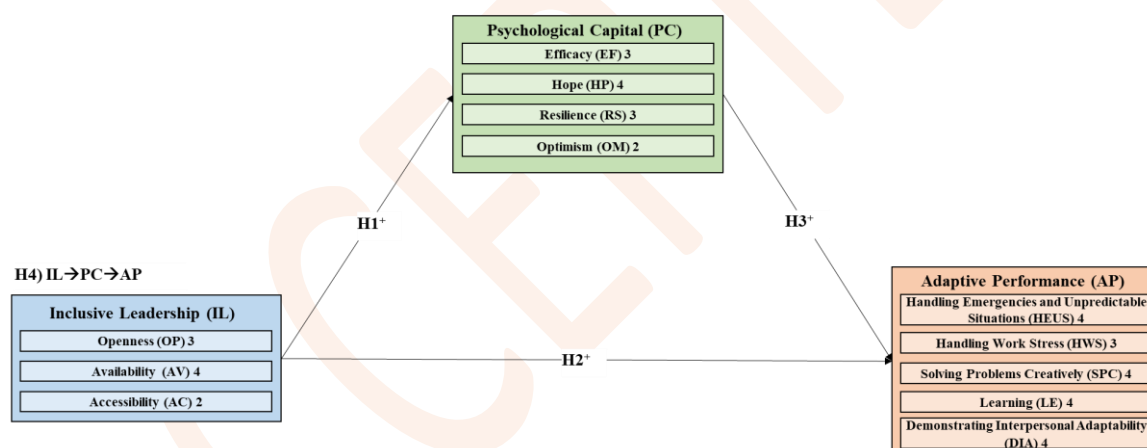 Psychological Capital (PC)
Efficacy (EF) 3
Hope (HP) 4
Resilience (RS) 3
Optimism (OM) 2
H1+
H3+
H4) IL→PC→AP
Inclusive Leadership (IL)
Openness (OP) 3
Availability (AV) 4
Accessibility (AC) 2
H2+
Adaptive Performance (AP)
Handling Emergencies and Unpredictable
Situations (HEUS) 4
Handling Work Stress (HWS) 3
Solving Problems Creatively (SPC) 4
Learning (LE) 4
Demonstrating Interpersonal Adaptability
(DIA) 4